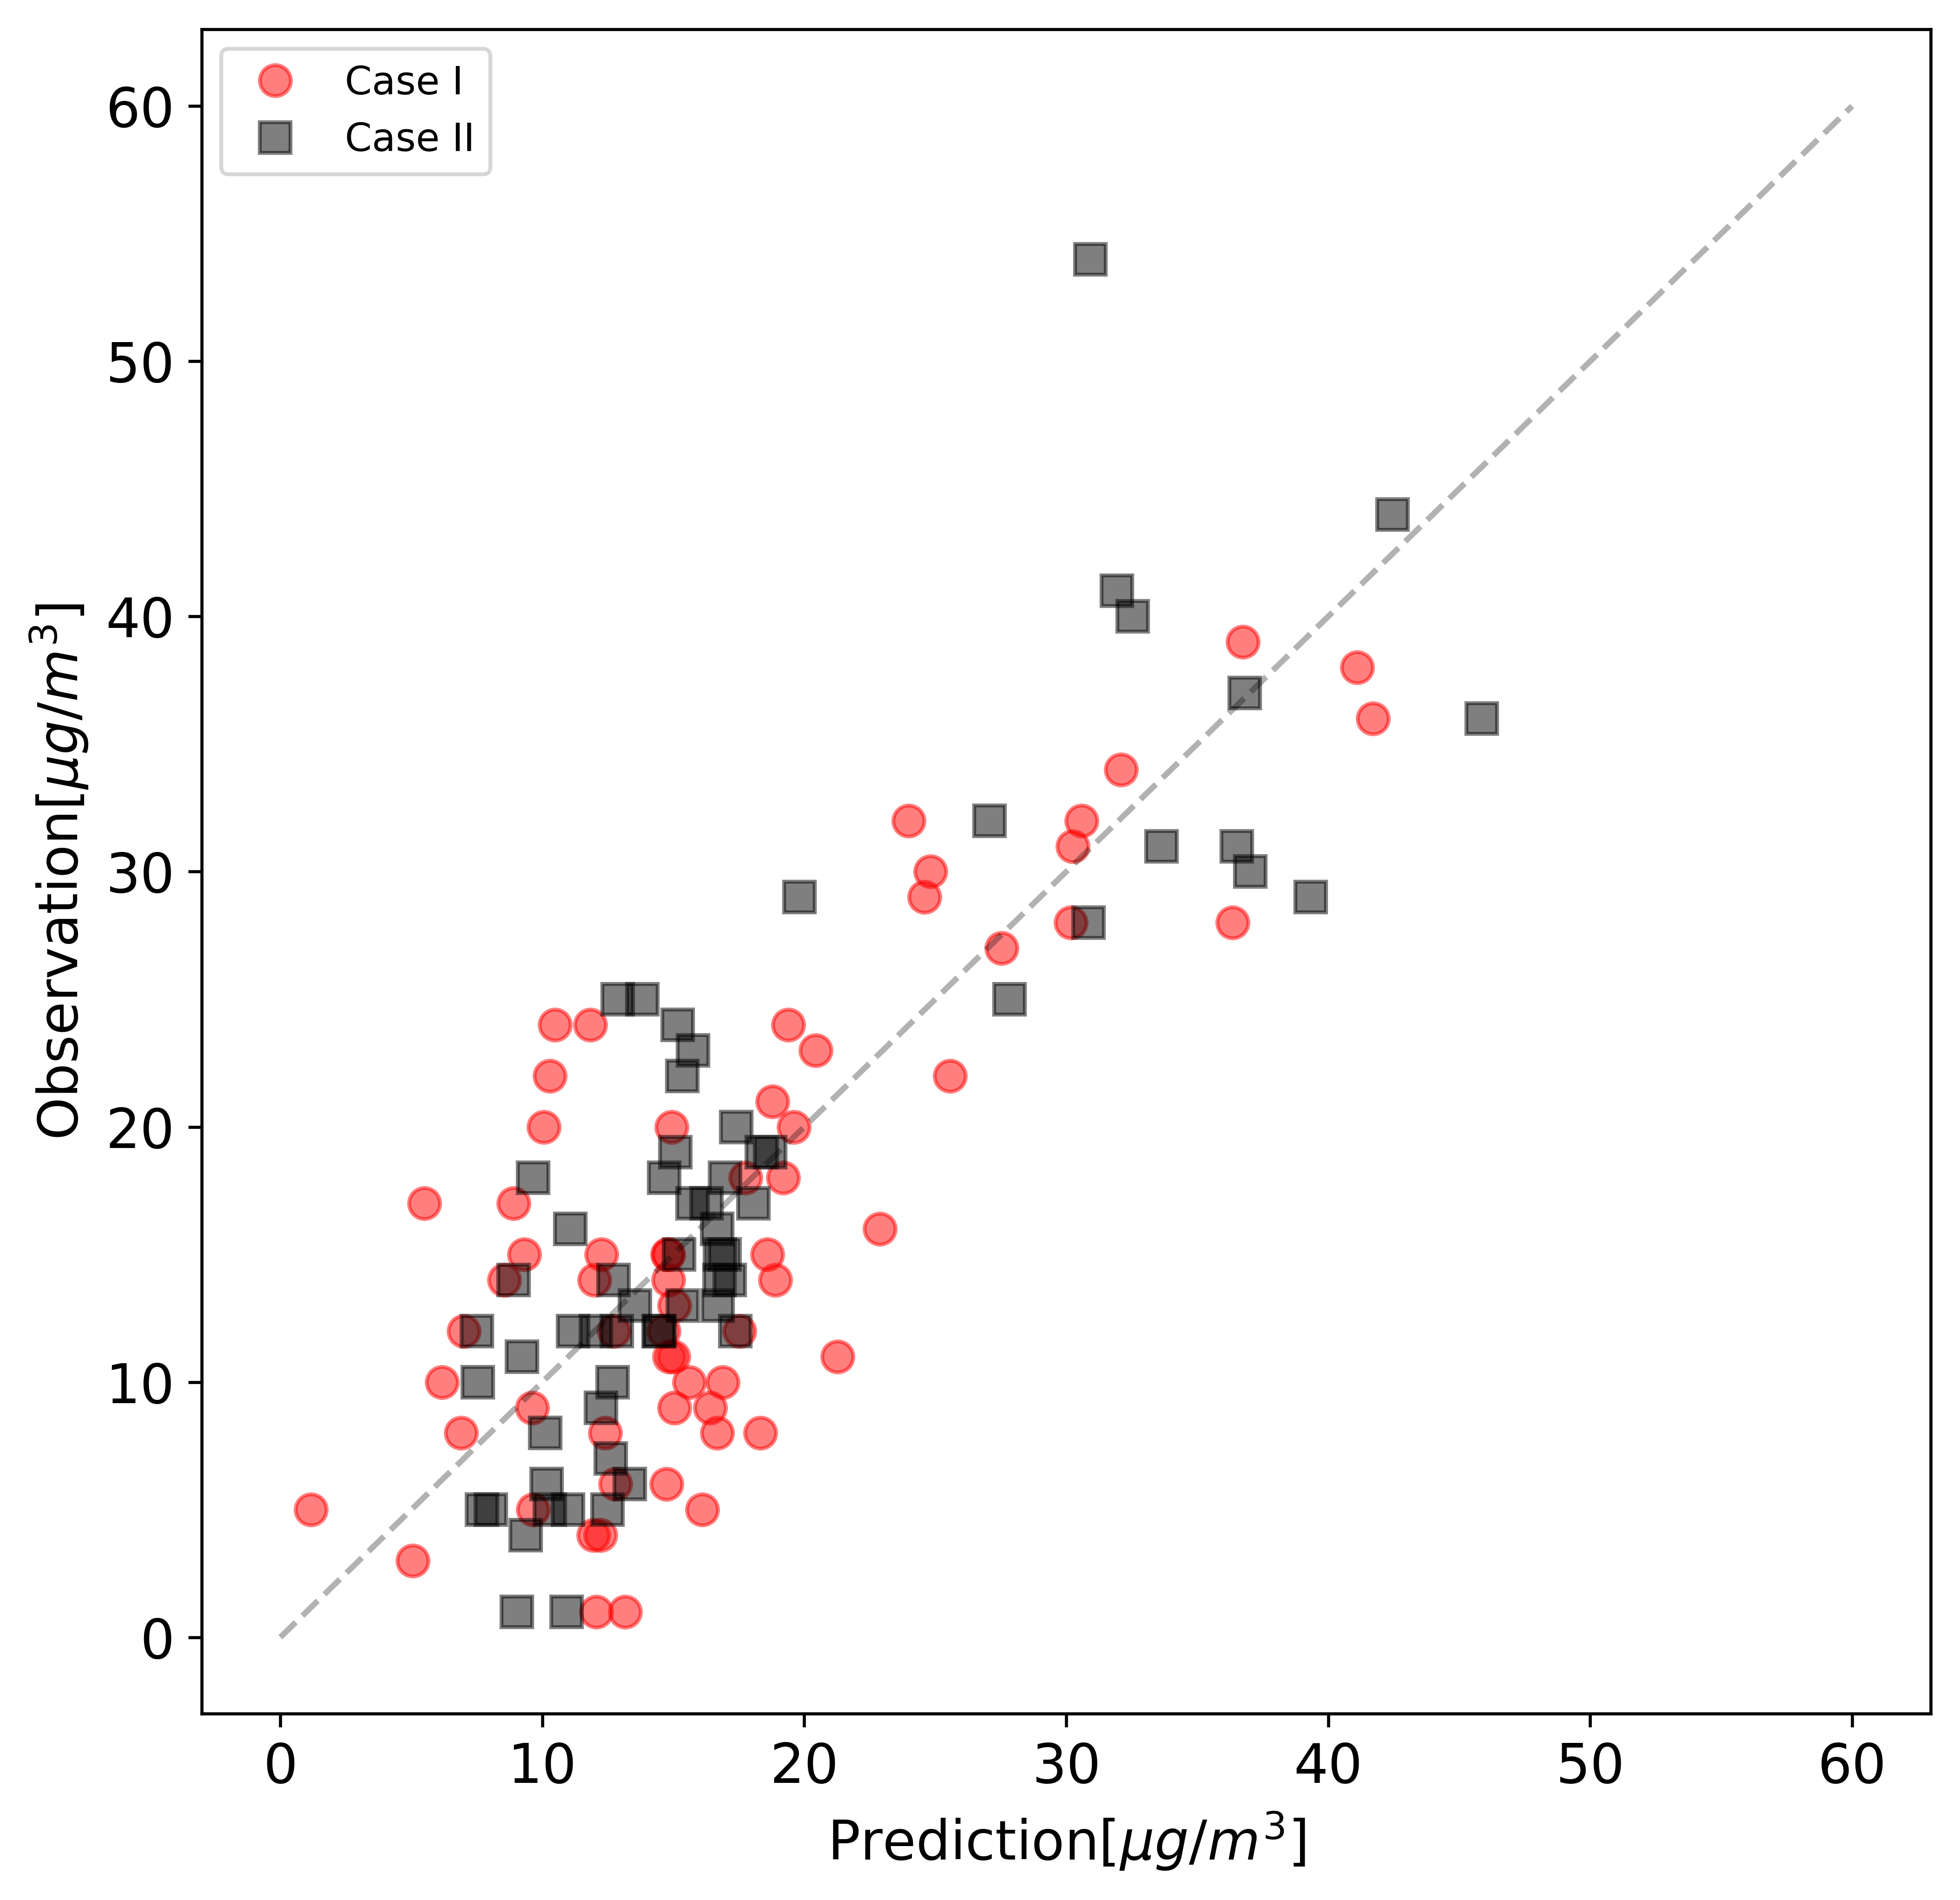 Case I
Case II
60
50
40
30
20
10
0
Observation[μg/m³]
0 10 20 30 40 50 60
Prediction[μg/m³]